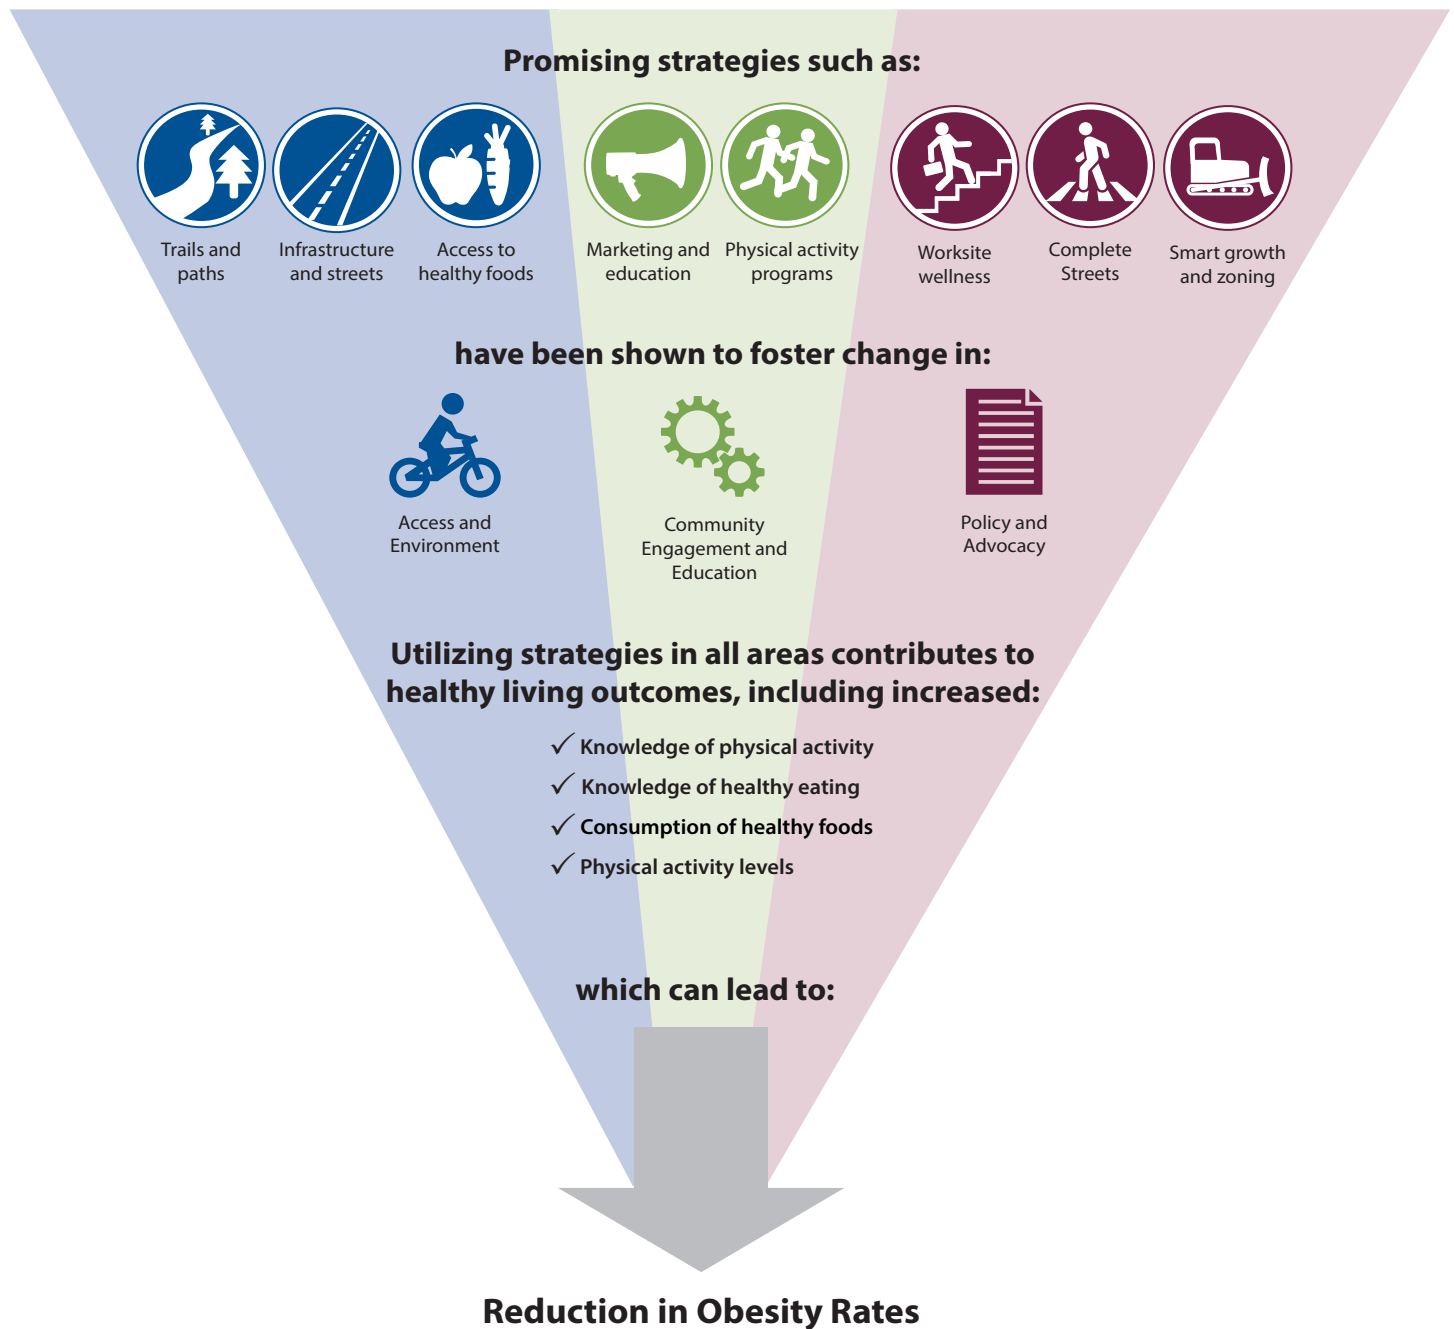 Promising strategies such as:
Trails and
paths
Infrastructure
and streets
Access to
healthy foods
Marketing and
education
Physical activity
programs
Worksite
wellness
Complete
Streets
Smart growth
and zoning
have been shown to foster change in:
Access and
Environment
Community
Engagement and
Education
Policy and
Advocacy
Utilizing strategies in all areas contributes to
healthy living outcomes, including increased:
✓ Knowledge of physical activity
✓ Knowledge of healthy eating
✓ Consumption of healthy foods
✓ Physical activity levels
which can lead to:
Reduction in Obesity Rates